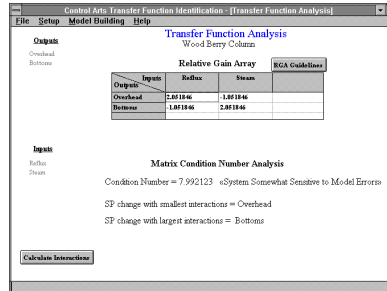 Control Arts Transfer Function Identification - [Transfer Function Analysis]
File Setup Model Building Help
Transfer Function Analysis
Wood Berry Column
Outputs
Overhead
Bottoms
Relative Gain Array
RGA Guidelines
Inputs Reflux Steam
Outputs
Overhead 2.051846 -1.051846
Bottoms -1.051846 2.051846
Inputs
Reflux
Steam
Matrix Condition Number Analysis
Condition Number = 7.992123 «System Somewhat Sensitive to Model Errors»
SP change with smallest interactions = Overhead
SP change with largest interactions = Bottoms
Calculate Interactions